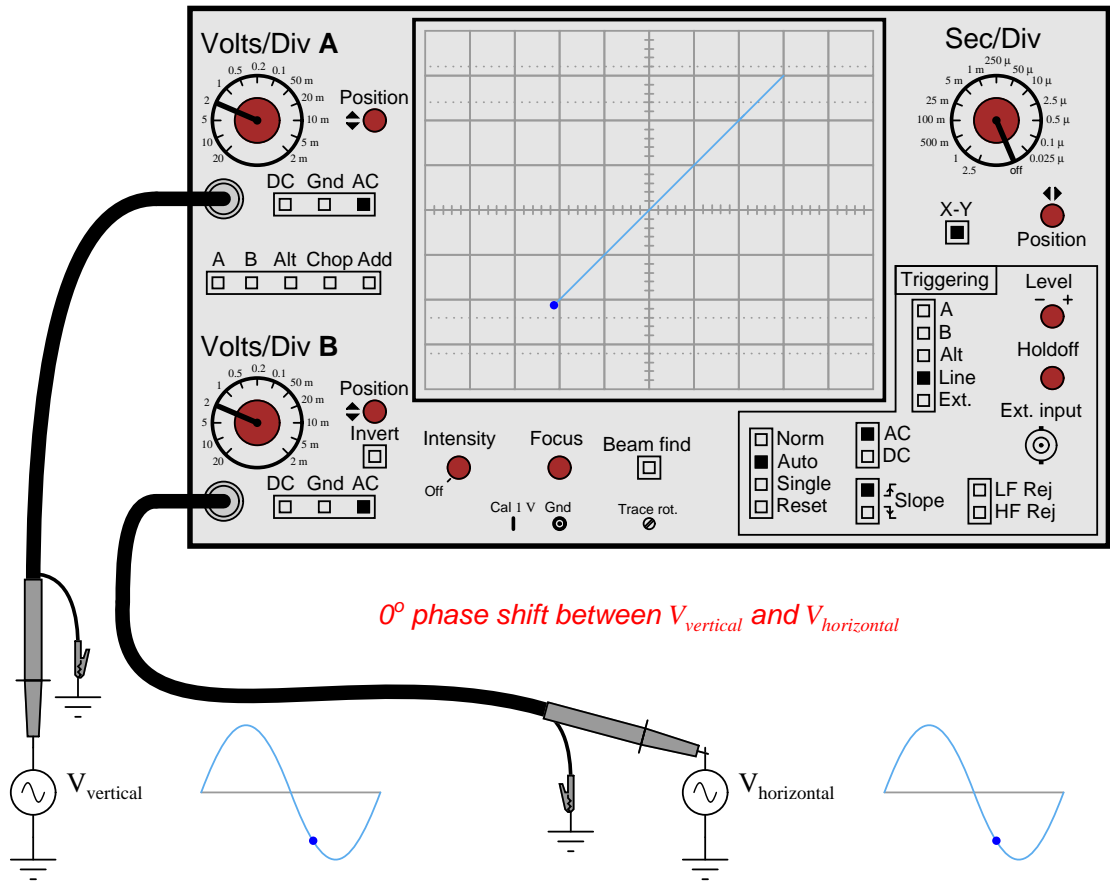 Volts/Div A
20 10 5 2 1 0.5 0.2 0.1 50 m 20 m 10 m 5 m 2 m
Position
DC Gnd AC
A B Alt Chop Add
Volts/Div B
20 10 5 2 1 0.5 0.2 0.1 50 m 20 m 10 m 5 m 2 m
Position
Invert
DC Gnd AC
Intensity
Off
Focus
Beam find
Cal 1 V Gnd Trace rot.
Sec/Div
2.5 1 500 m 100 m 25 m 5 m 1 m 250 µ 50 µ 10 µ 2.5 µ 0.5 µ 0.1 µ 0.025 µ off
X-Y
Position
Triggering
A
B
Alt
Line
Ext.
Level
− +
Holdoff
Ext. input
Norm
Auto
Single
Reset
AC
DC
Slope
LF Rej
HF Rej
0° phase shift between Vvertical and Vhorizontal
Vvertical
Vhorizontal